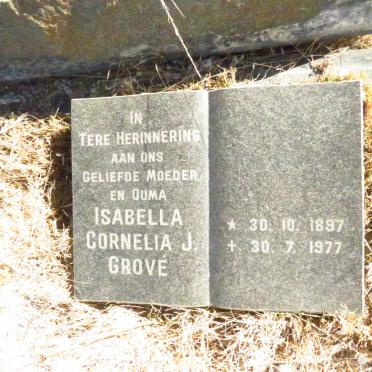 IN
TERE HERINNERING
AAN ONS
GELIEFDE MOEDER
EN OUMA
ISABELLA
CORNELIA J.
GROVÉ
★ 30. 10. 1897
✝ 30. 7. 1977